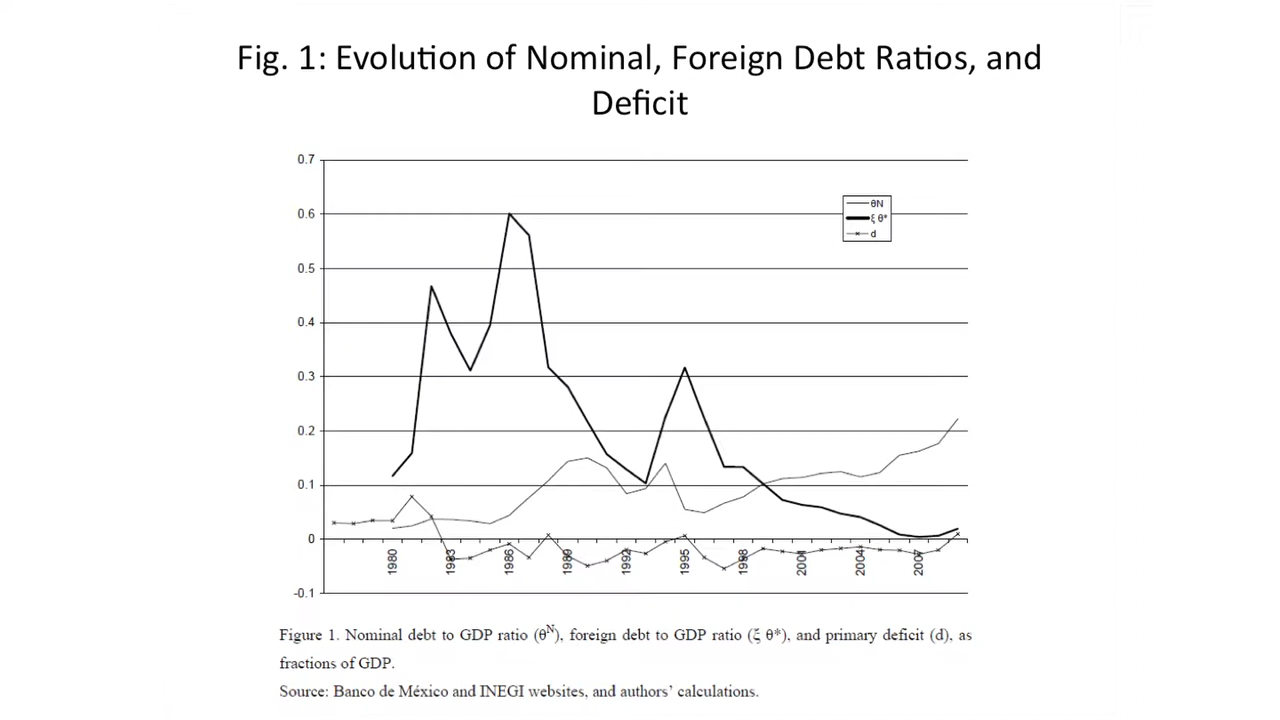 Fig. 1: Evolution of Nominal, Foreign Debt Ratios, and
Deficit
0.7
0.6
0.5
0.4
0.3
0.2
0.1
0
-0.1
θN
ξ θ*
d
1980
1983
1986
1989
1992
1995
1998
2001
2004
Figure 1. Nominal debt to GDP ratio (θᴺ), foreign debt to GDP ratio (ξ θ*), and primary deficit (d), as
fractions of GDP.
Source: Banco de México and INEGI websites, and authors’ calculations.